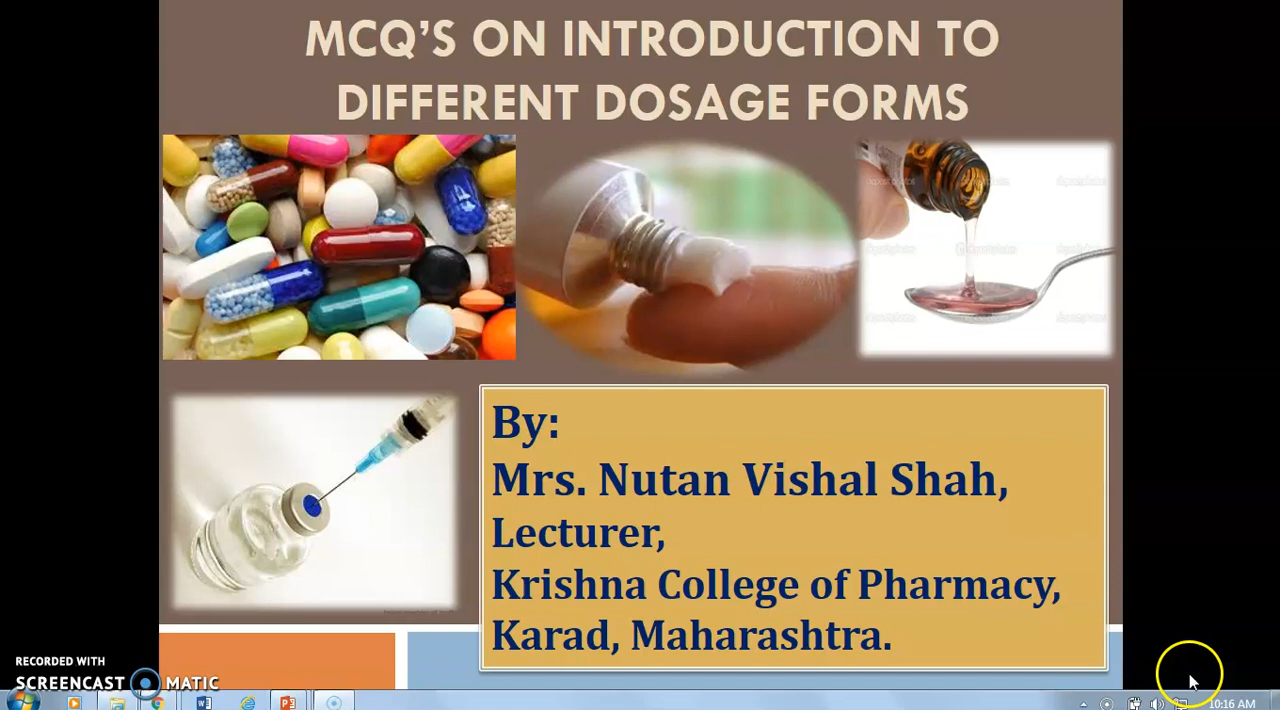 MCQ'S ON INTRODUCTION TO
DIFFERENT DOSAGE FORMS
By:
Mrs. Nutan Vishal Shah,
Lecturer,
Krishna College of Pharmacy,
Karad, Maharashtra.
RECORDED WITH
SCREENCAST MATIC
10:16 AM